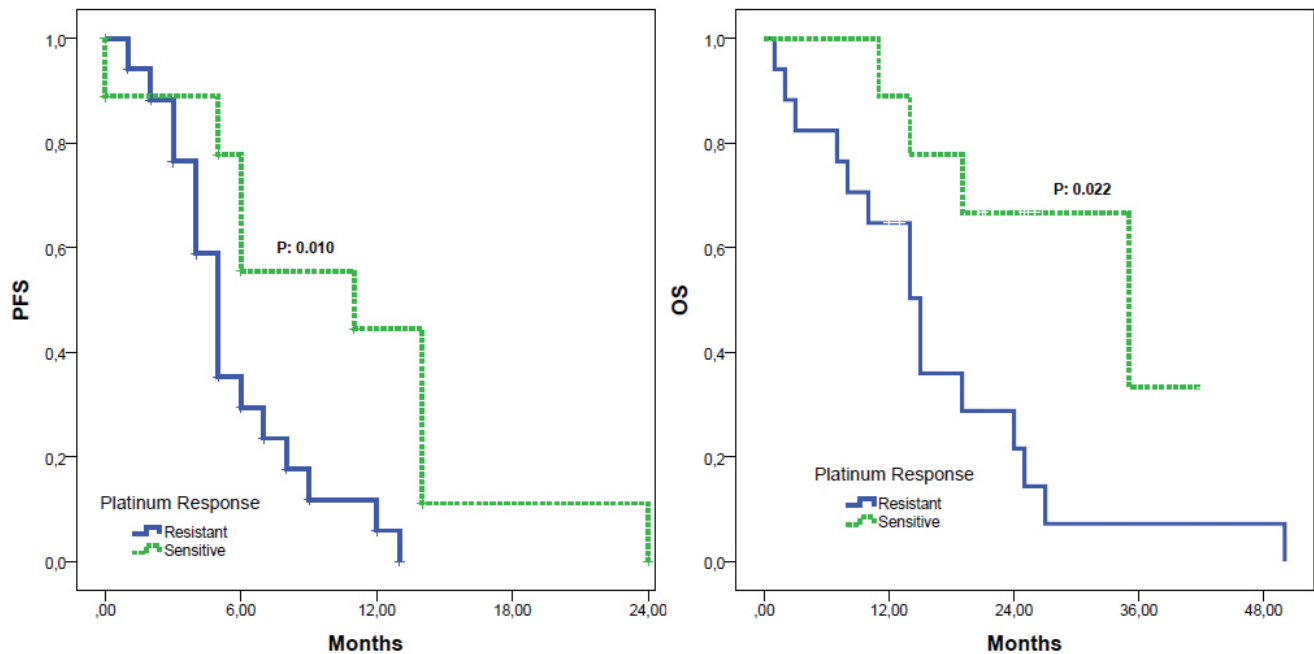 PFS
1,0
0,8
0,6
0,4
0,2
0,0
P: 0.010
Platinum Response
Resistant
Sensitive
,00
6,00
12,00
18,00
24,00
Months
OS
1,0
0,8
0,6
0,4
0,2
0,0
P: 0.022
Platinum Response
Resistant
Sensitive
,00
12,00
24,00
36,00
48,00
Months